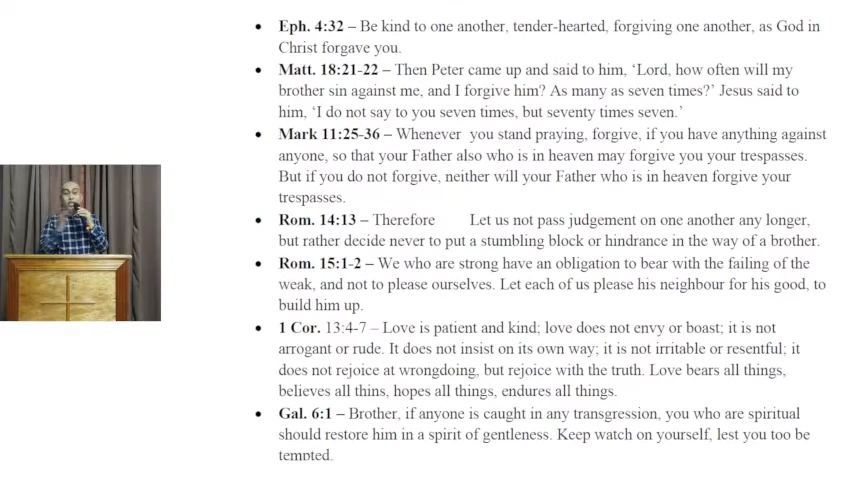 • Eph. 4:32 – Be kind to one another, tender-hearted, forgiving one another, as God in
Christ forgave you.
• Matt. 18:21-22 – Then Peter came up and said to him, ‘Lord, how often will my
brother sin against me, and I forgive him? As many as seven times?’ Jesus said to
him, ‘I do not say to you seven times, but seventy times seven.’
• Mark 11:25-36 – Whenever you stand praying, forgive, if you have anything against
anyone, so that your Father also who is in heaven may forgive you your trespasses.
But if you do not forgive, neither will your Father who is in heaven forgive your
trespasses.
• Rom. 14:13 – Therefore Let us not pass judgement on one another any longer,
but rather decide never to put a stumbling block or hindrance in the way of a brother.
• Rom. 15:1-2 – We who are strong have an obligation to bear with the failing of the
weak, and not to please ourselves. Let each of us please his neighbour for his good, to
build him up.
• 1 Cor. 13:4-7 – Love is patient and kind; love does not envy or boast; it is not
arrogant or rude. It does not insist on its own way; it is not irritable or resentful; it
does not rejoice at wrongdoing, but rejoice with the truth. Love bears all things,
believes all thins, hopes all things, endures all things.
• Gal. 6:1 – Brother, if anyone is caught in any transgression, you who are spiritual
should restore him in a spirit of gentleness. Keep watch on yourself, lest you too be
tempted.